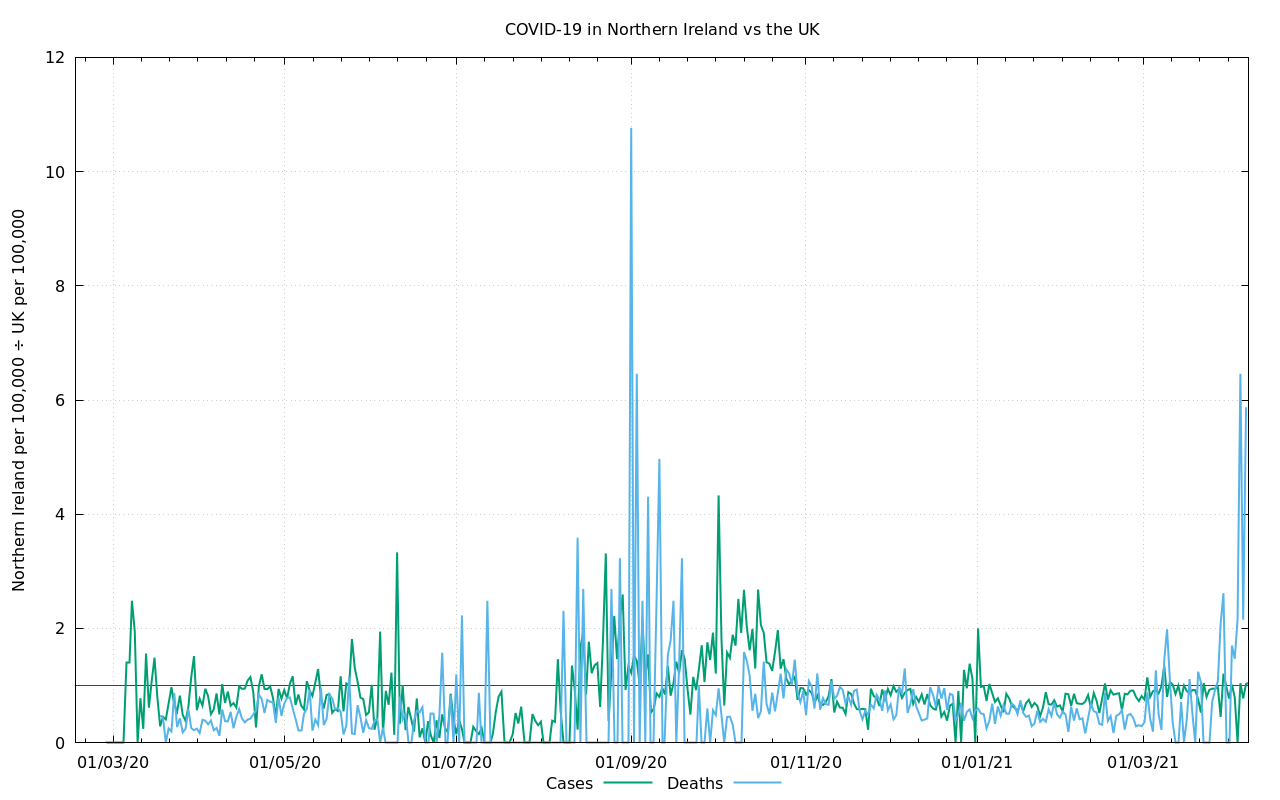 COVID-19 in Northern Ireland vs the UK
Northern Ireland per 100,000 ÷ UK per 100,000
12
10
8
6
4
2
0
01/03/20 01/05/20 01/07/20 01/09/20 01/11/20 01/01/21 01/03/21
Cases Deaths